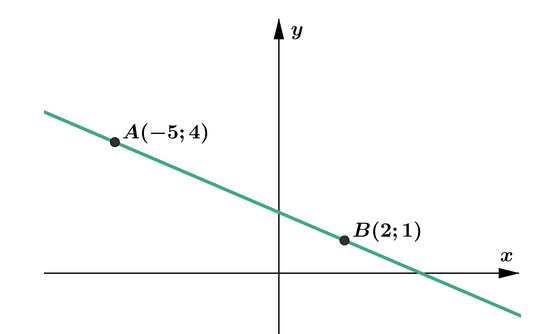 y
A(−5; 4)
B(2; 1)
x